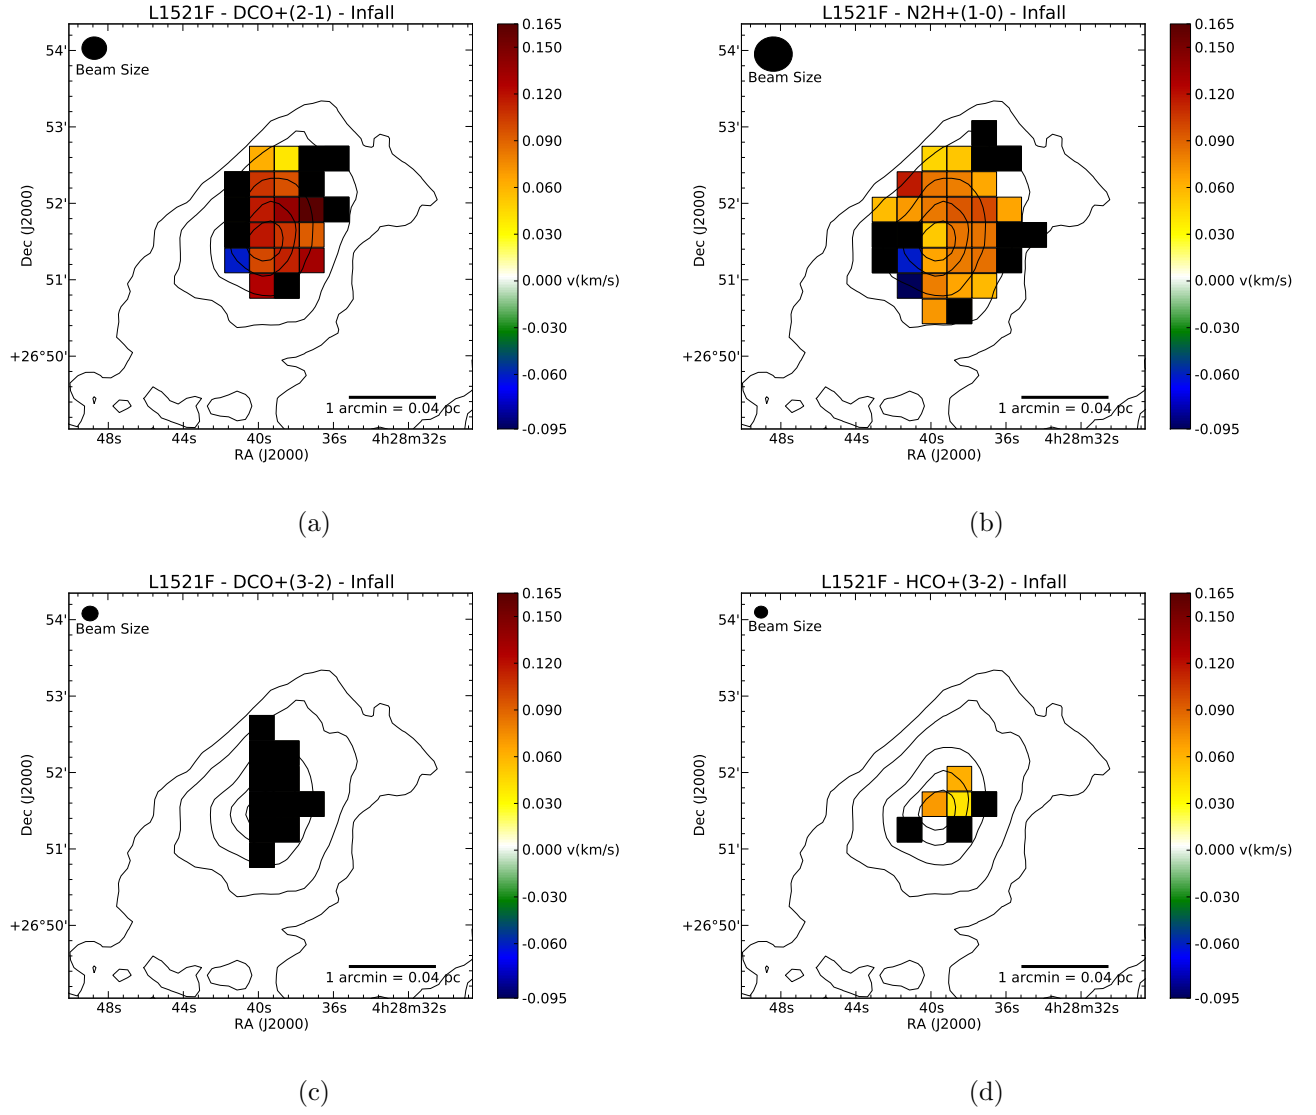 L1521F - DCO+(2-1) - Infall
Beam Size
54'
53'
52'
51'
+26°50'
Dec (J2000)
1 arcmin = 0.04 pc
48s 44s 40s 36s 4h28m32s
RA (J2000)
0.165
0.150
0.120
0.090
0.060
0.030
0.000 v(km/s)
-0.030
-0.060
-0.095
(a)
L1521F - N2H+(1-0) - Infall
Beam Size
54'
53'
52'
51'
+26°50'
Dec (J2000)
1 arcmin = 0.04 pc
48s 44s 40s 36s 4h28m32s
RA (J2000)
0.165
0.150
0.120
0.090
0.060
0.030
0.000 v(km/s)
-0.030
-0.060
-0.095
(b)
L1521F - DCO+(3-2) - Infall
Beam Size
54'
53'
52'
51'
+26°50'
Dec (J2000)
1 arcmin = 0.04 pc
48s 44s 40s 36s 4h28m32s
RA (J2000)
0.165
0.150
0.120
0.090
0.060
0.030
0.000 v(km/s)
-0.030
-0.060
-0.095
(c)
L1521F - HCO+(3-2) - Infall
Beam Size
54'
53'
52'
51'
+26°50'
Dec (J2000)
1 arcmin = 0.04 pc
48s 44s 40s 36s 4h28m32s
RA (J2000)
0.165
0.150
0.120
0.090
0.060
0.030
0.000 v(km/s)
-0.030
-0.060
-0.095
(d)